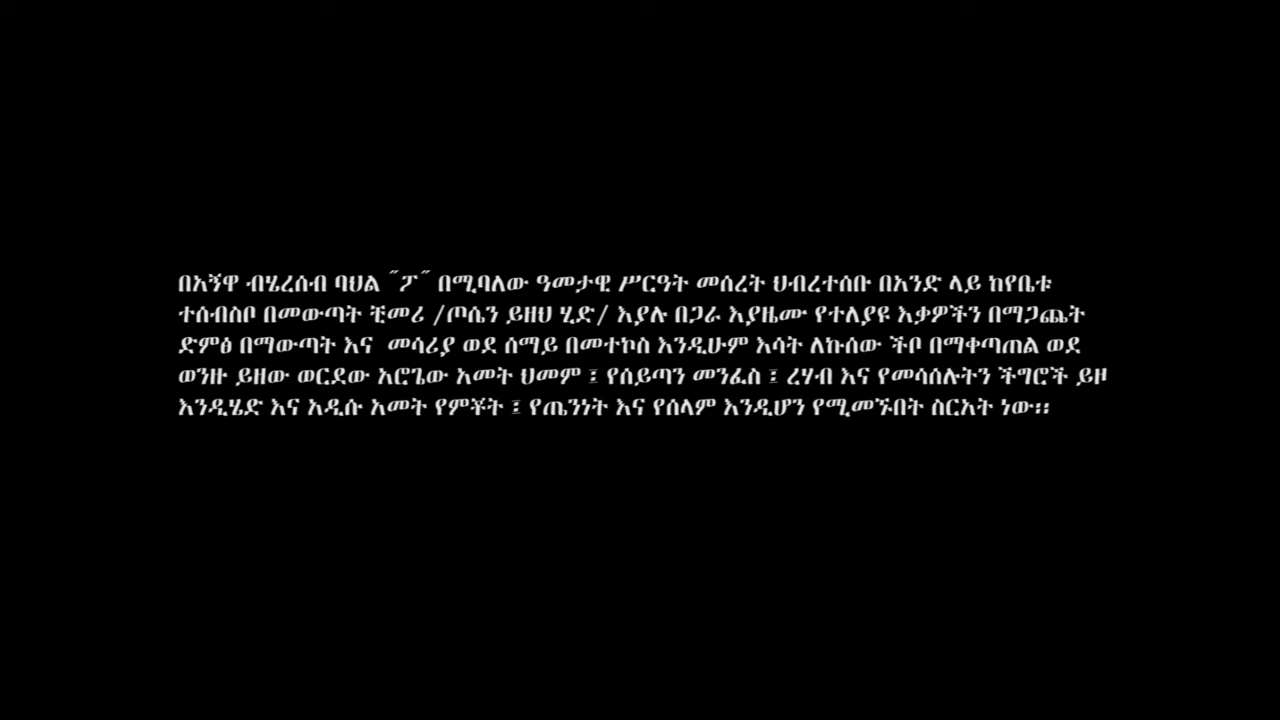 በአኝዋ ብሄረሰብ ባህል ˝ፖ˝ በሚባለው ዓመታዊ ሥርዓት መሰረት ህብረተሰቡ በአንድ ላይ ከየቤቱ
ተሰብስቦ በመውጣት ቺመሪ /ጦሴን ይዘህ ሂድ/ እያሉ በጋራ እያዜሙ የተለያዩ እቃዎችን በማጋጨት
ድምፅ በማውጣት እና መሳሪያ ወደ ሰማይ በመተኮስ እንዲሁም እሳት ለኩሰው ችቦ በማቀጣጠል ወደ
ወንዙ ይዘው ወርደው አሮጌው አመት ህመም ፤ የሰይጣን መንፈስ ፤ ረሃብ እና የመሳሰሉትን ችግሮች ይዞ
እንዲሄድ እና አዲሱ አመት የምቾት ፤ የጤንነት እና የሰላም እንዲሆን የሚመኙበት ስርአት ነው፡፡